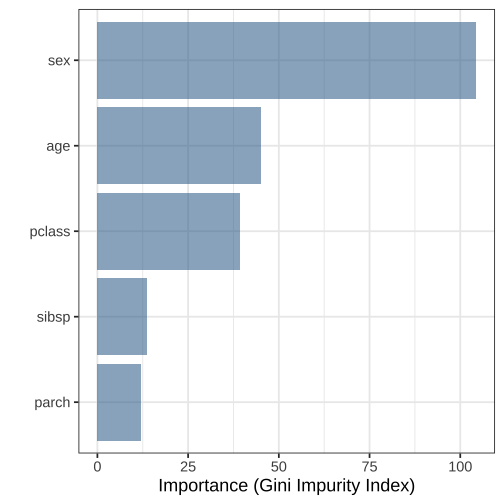 sex
age
pclass
sibsp
parch
0 25 50 75 100
Importance (Gini Impurity Index)